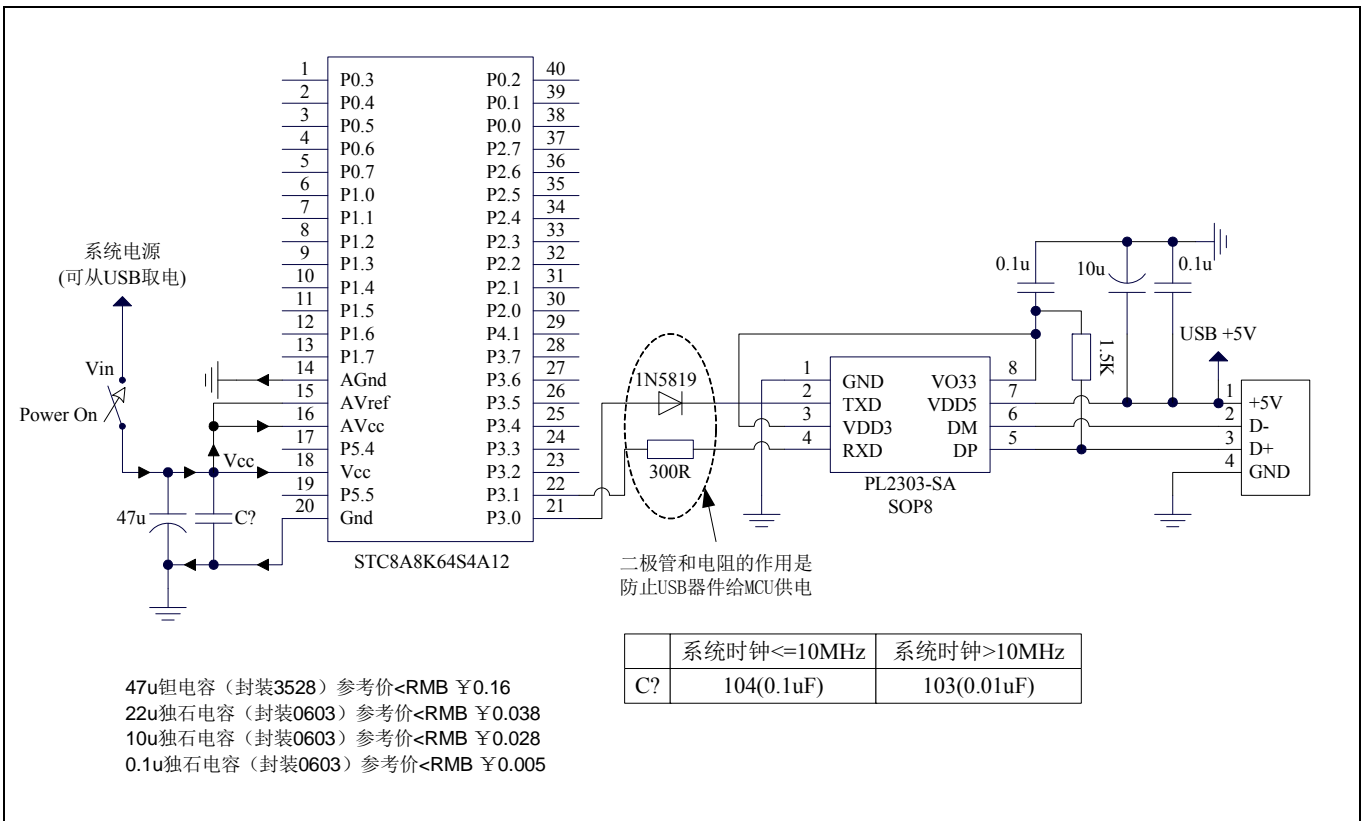 1 P0.3 P0.2 40
2 P0.4 P0.1 39
3 P0.5 P0.0 38
4 P0.6 P2.7 37
5 P0.7 P2.6 36
6 P1.0 P2.5 35
7 P1.1 P2.4 34
8 P1.2 P2.3 33
9 P1.3 P2.2 32
10 P1.4 P2.1 31
11 P1.5 P2.0 30
12 P1.6 P4.1 29
13 P1.7 P3.7 28
14 AGnd P3.6 27
15 AVref P3.5 26
16 AVcc P3.4 25
17 P5.4 P3.3 24
18 Vcc P3.2 23
19 P5.5 P3.1 22
20 Gnd P3.0 21
STC8A8K64S4A12
系统电源
(可从USB取电)
Vin
Power On
Vcc
47u
C?
1N5819
300R
二极管和电阻的作用是
防止USB器件给MCU供电
0.1u
10u
0.1u
1.5K
USB +5V
1 GND VO33 8
2 TXD VDD5 7
3 VDD3 DM 6
4 RXD DP 5
PL2303-SA
SOP8
1 +5V
2 D-
3 D+
4 GND
系统时钟<=10MHz 系统时钟>10MHz
C? 104(0.1uF) 103(0.01uF)
47u钽电容（封装3528）参考价<RMB ￥0.16
22u独石电容（封装0603）参考价<RMB ￥0.038
10u独石电容（封装0603）参考价<RMB ￥0.028
0.1u独石电容（封装0603）参考价<RMB ￥0.005